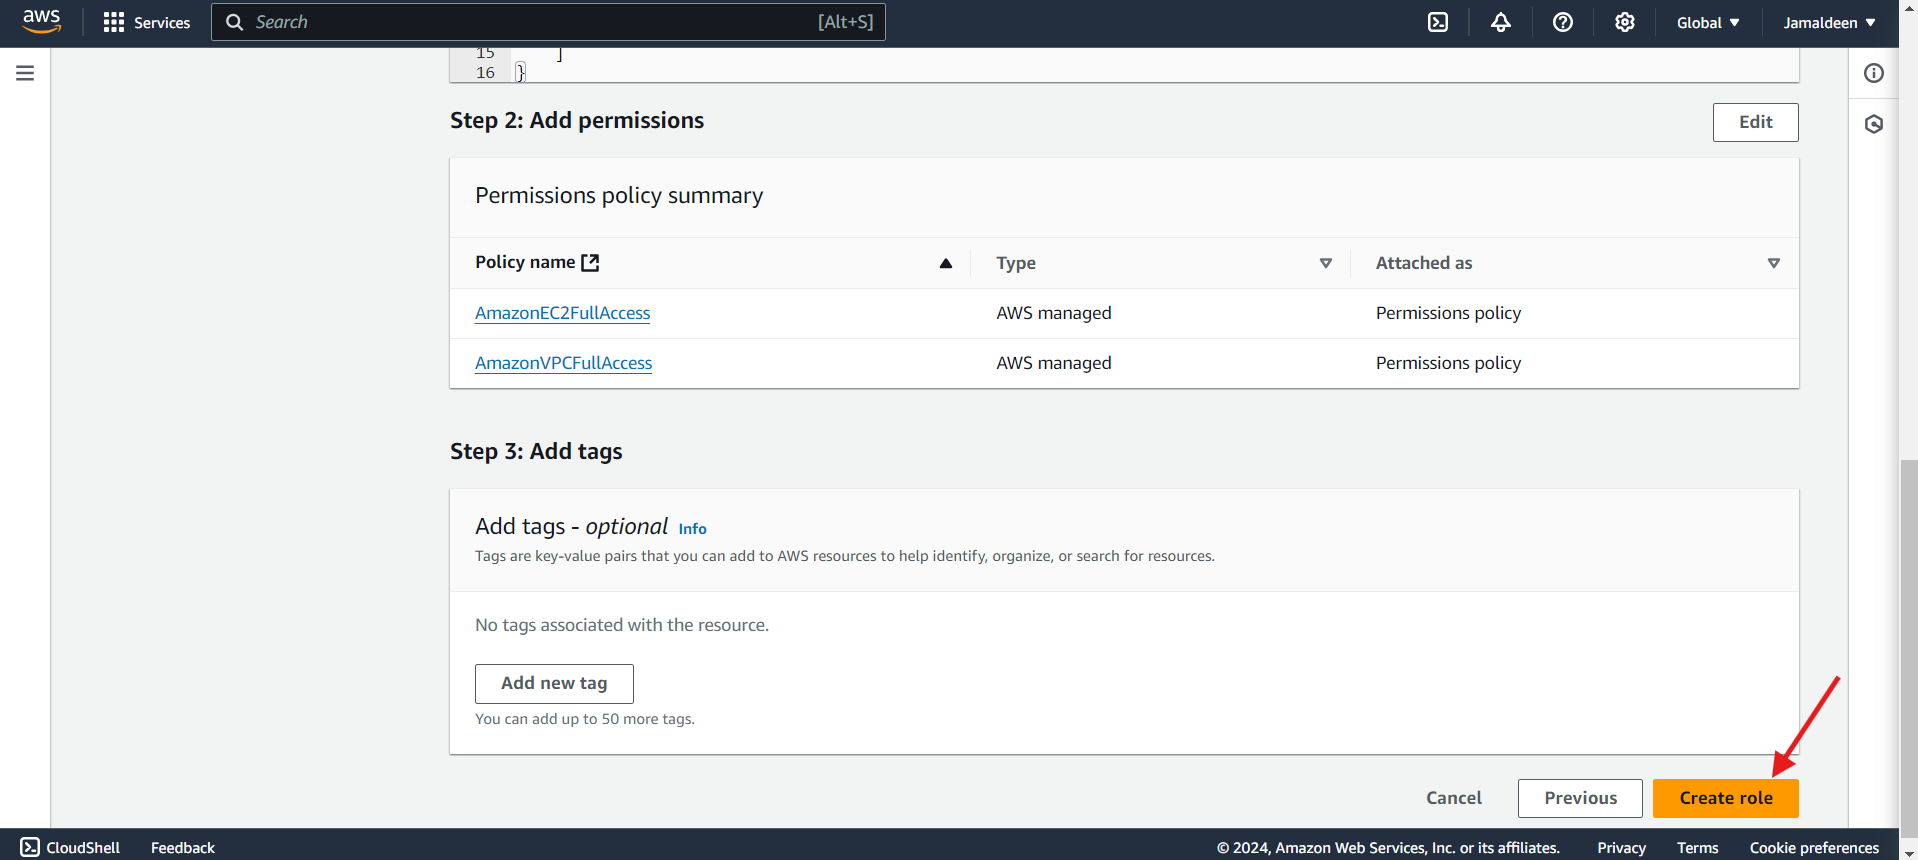 aws Services Search [Alt+S] Global Jamaldeen
15 ]
16 }
Step 2: Add permissions Edit
Permissions policy summary
Policy name Type Attached as
AmazonEC2FullAccess AWS managed Permissions policy
AmazonVPCFullAccess AWS managed Permissions policy
Step 3: Add tags
Add tags - optional Info
Tags are key-value pairs that you can add to AWS resources to help identify, organize, or search for resources.
No tags associated with the resource.
Add new tag
You can add up to 50 more tags.
Cancel Previous Create role
CloudShell Feedback © 2024, Amazon Web Services, Inc. or its affiliates. Privacy Terms Cookie preferences